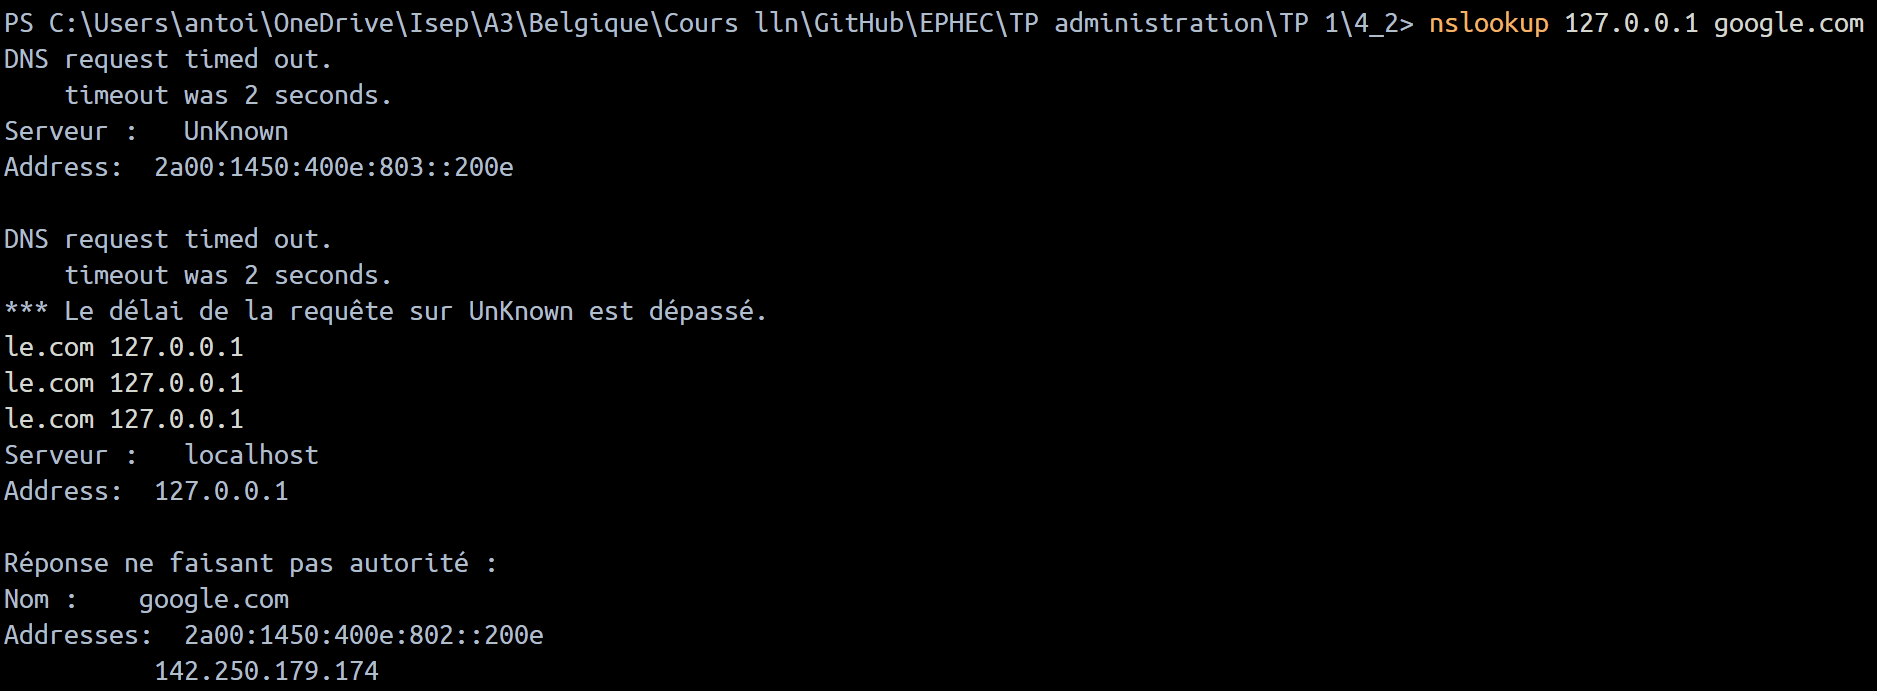 PS C:\Users\antoi\OneDrive\Isep\A3\Belgique\Cours lln\GitHub\EPHEC\TP administration\TP 1\4_2> nslookup 127.0.0.1 google.com
DNS request timed out.
    timeout was 2 seconds.
Serveur :   UnKnown
Address:  2a00:1450:400e:803::200e

DNS request timed out.
    timeout was 2 seconds.
*** Le délai de la requête sur UnKnown est dépassé.
le.com 127.0.0.1
le.com 127.0.0.1
le.com 127.0.0.1
Serveur :   localhost
Address:  127.0.0.1

Réponse ne faisant pas autorité :
Nom :    google.com
Addresses:  2a00:1450:400e:802::200e
          142.250.179.174